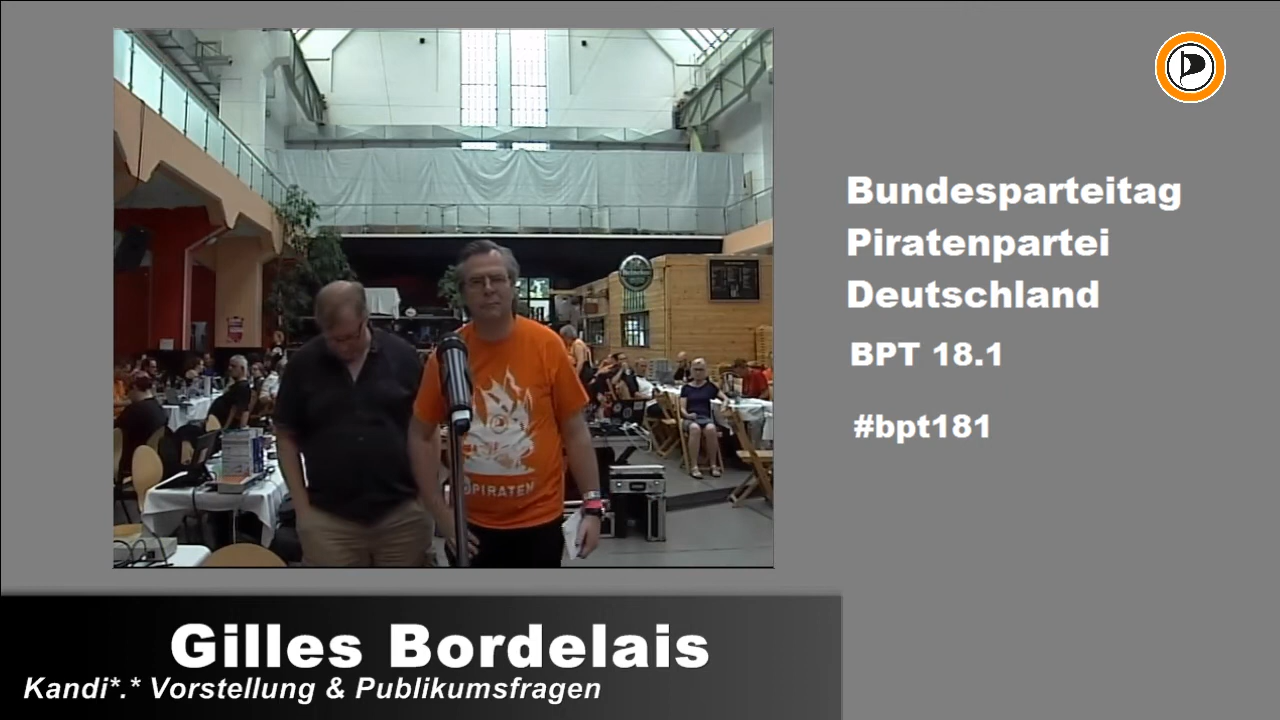 Bundesparteitag
Piratenpartei
Deutschland
BPT 18.1
#bpt181
PIRATEN
Gilles Bordelais
Kandi*.* Vorstellung & Publikumsfragen